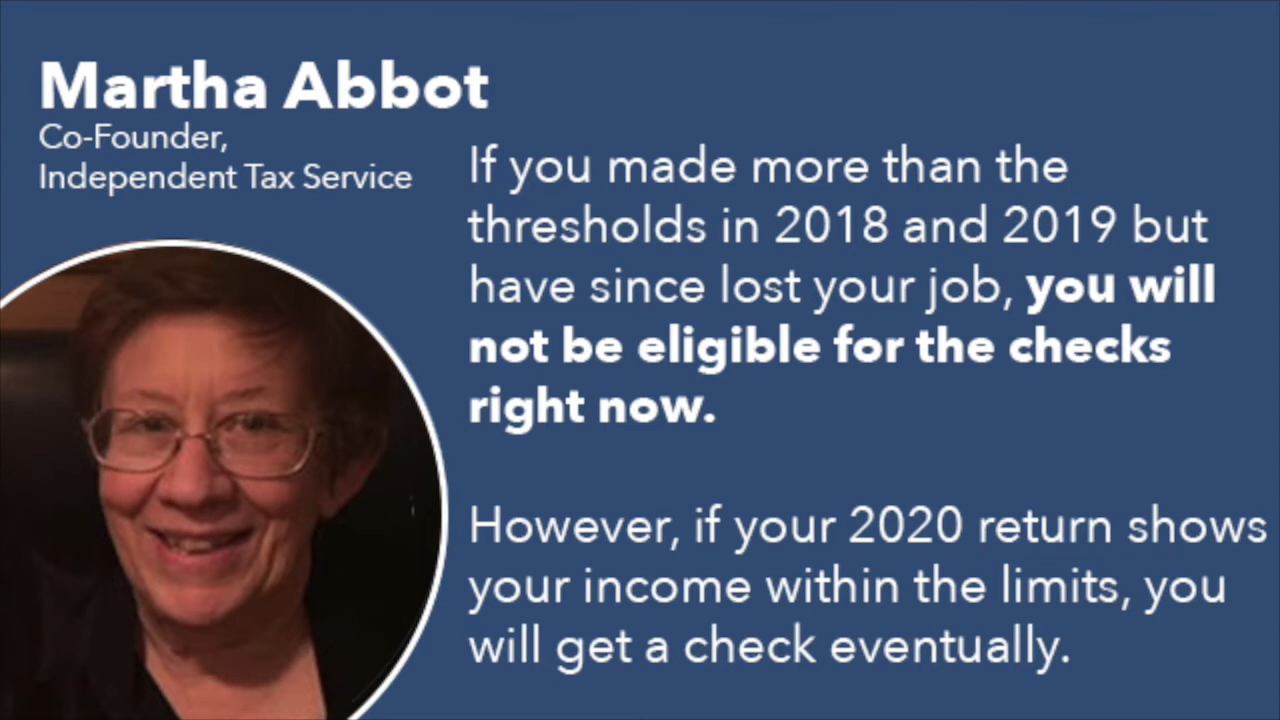 Martha Abbot
Co-Founder,
Independent Tax Service
If you made more than the
thresholds in 2018 and 2019 but
have since lost your job, you will
not be eligible for the checks
right now.
However, if your 2020 return shows
your income within the limits, you
will get a check eventually.